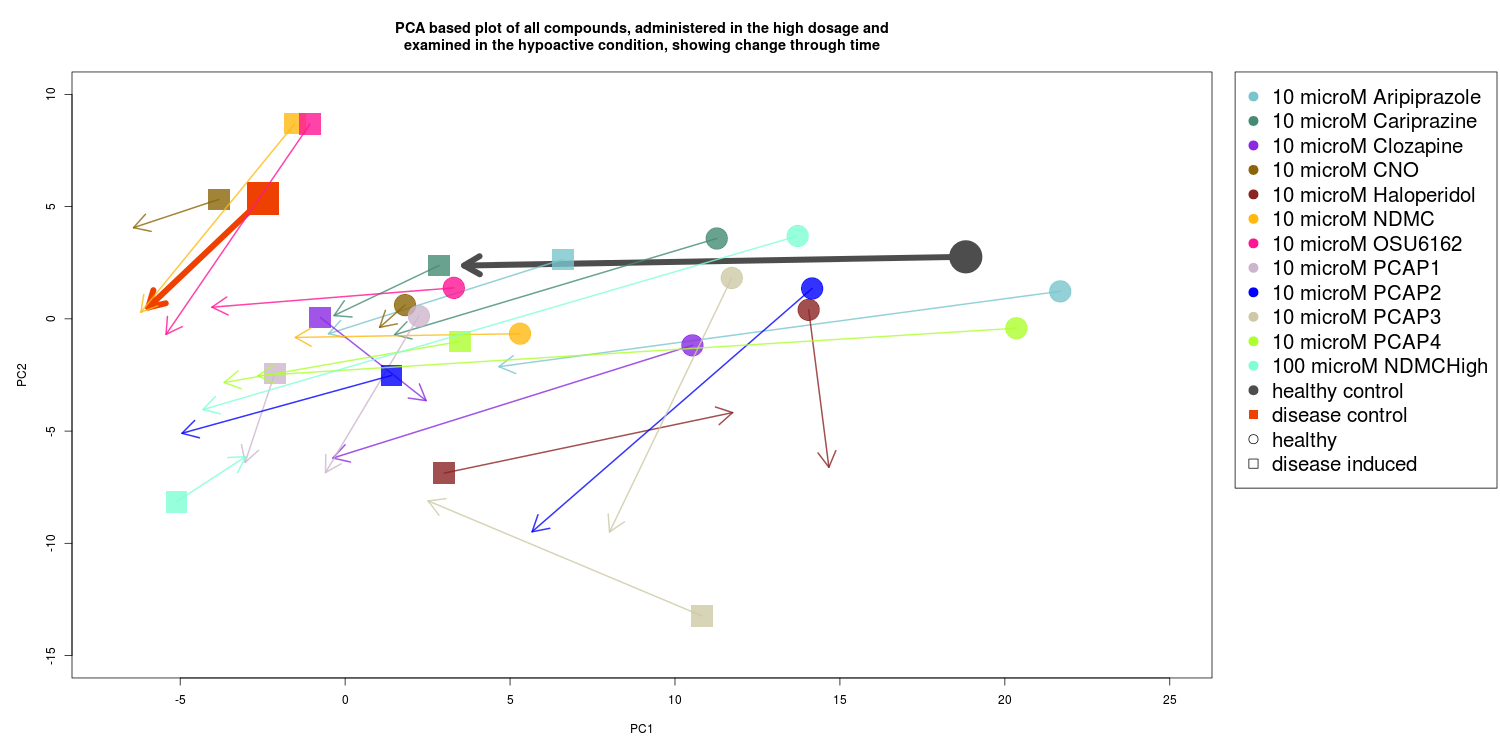 PCA based plot of all compounds, administered in the high dosage and
examined in the hypoactive condition, showing change through time
10
5
0
-5
-10
-15
PC2
-5
0
5
10
15
20
25
PC1
10 microM Aripiprazole
10 microM Cariprazine
10 microM Clozapine
10 microM CNO
10 microM Haloperidol
10 microM NDMC
10 microM OSU6162
10 microM PCAP1
10 microM PCAP2
10 microM PCAP3
10 microM PCAP4
100 microM NDMCHigh
healthy control
disease control
healthy
disease induced